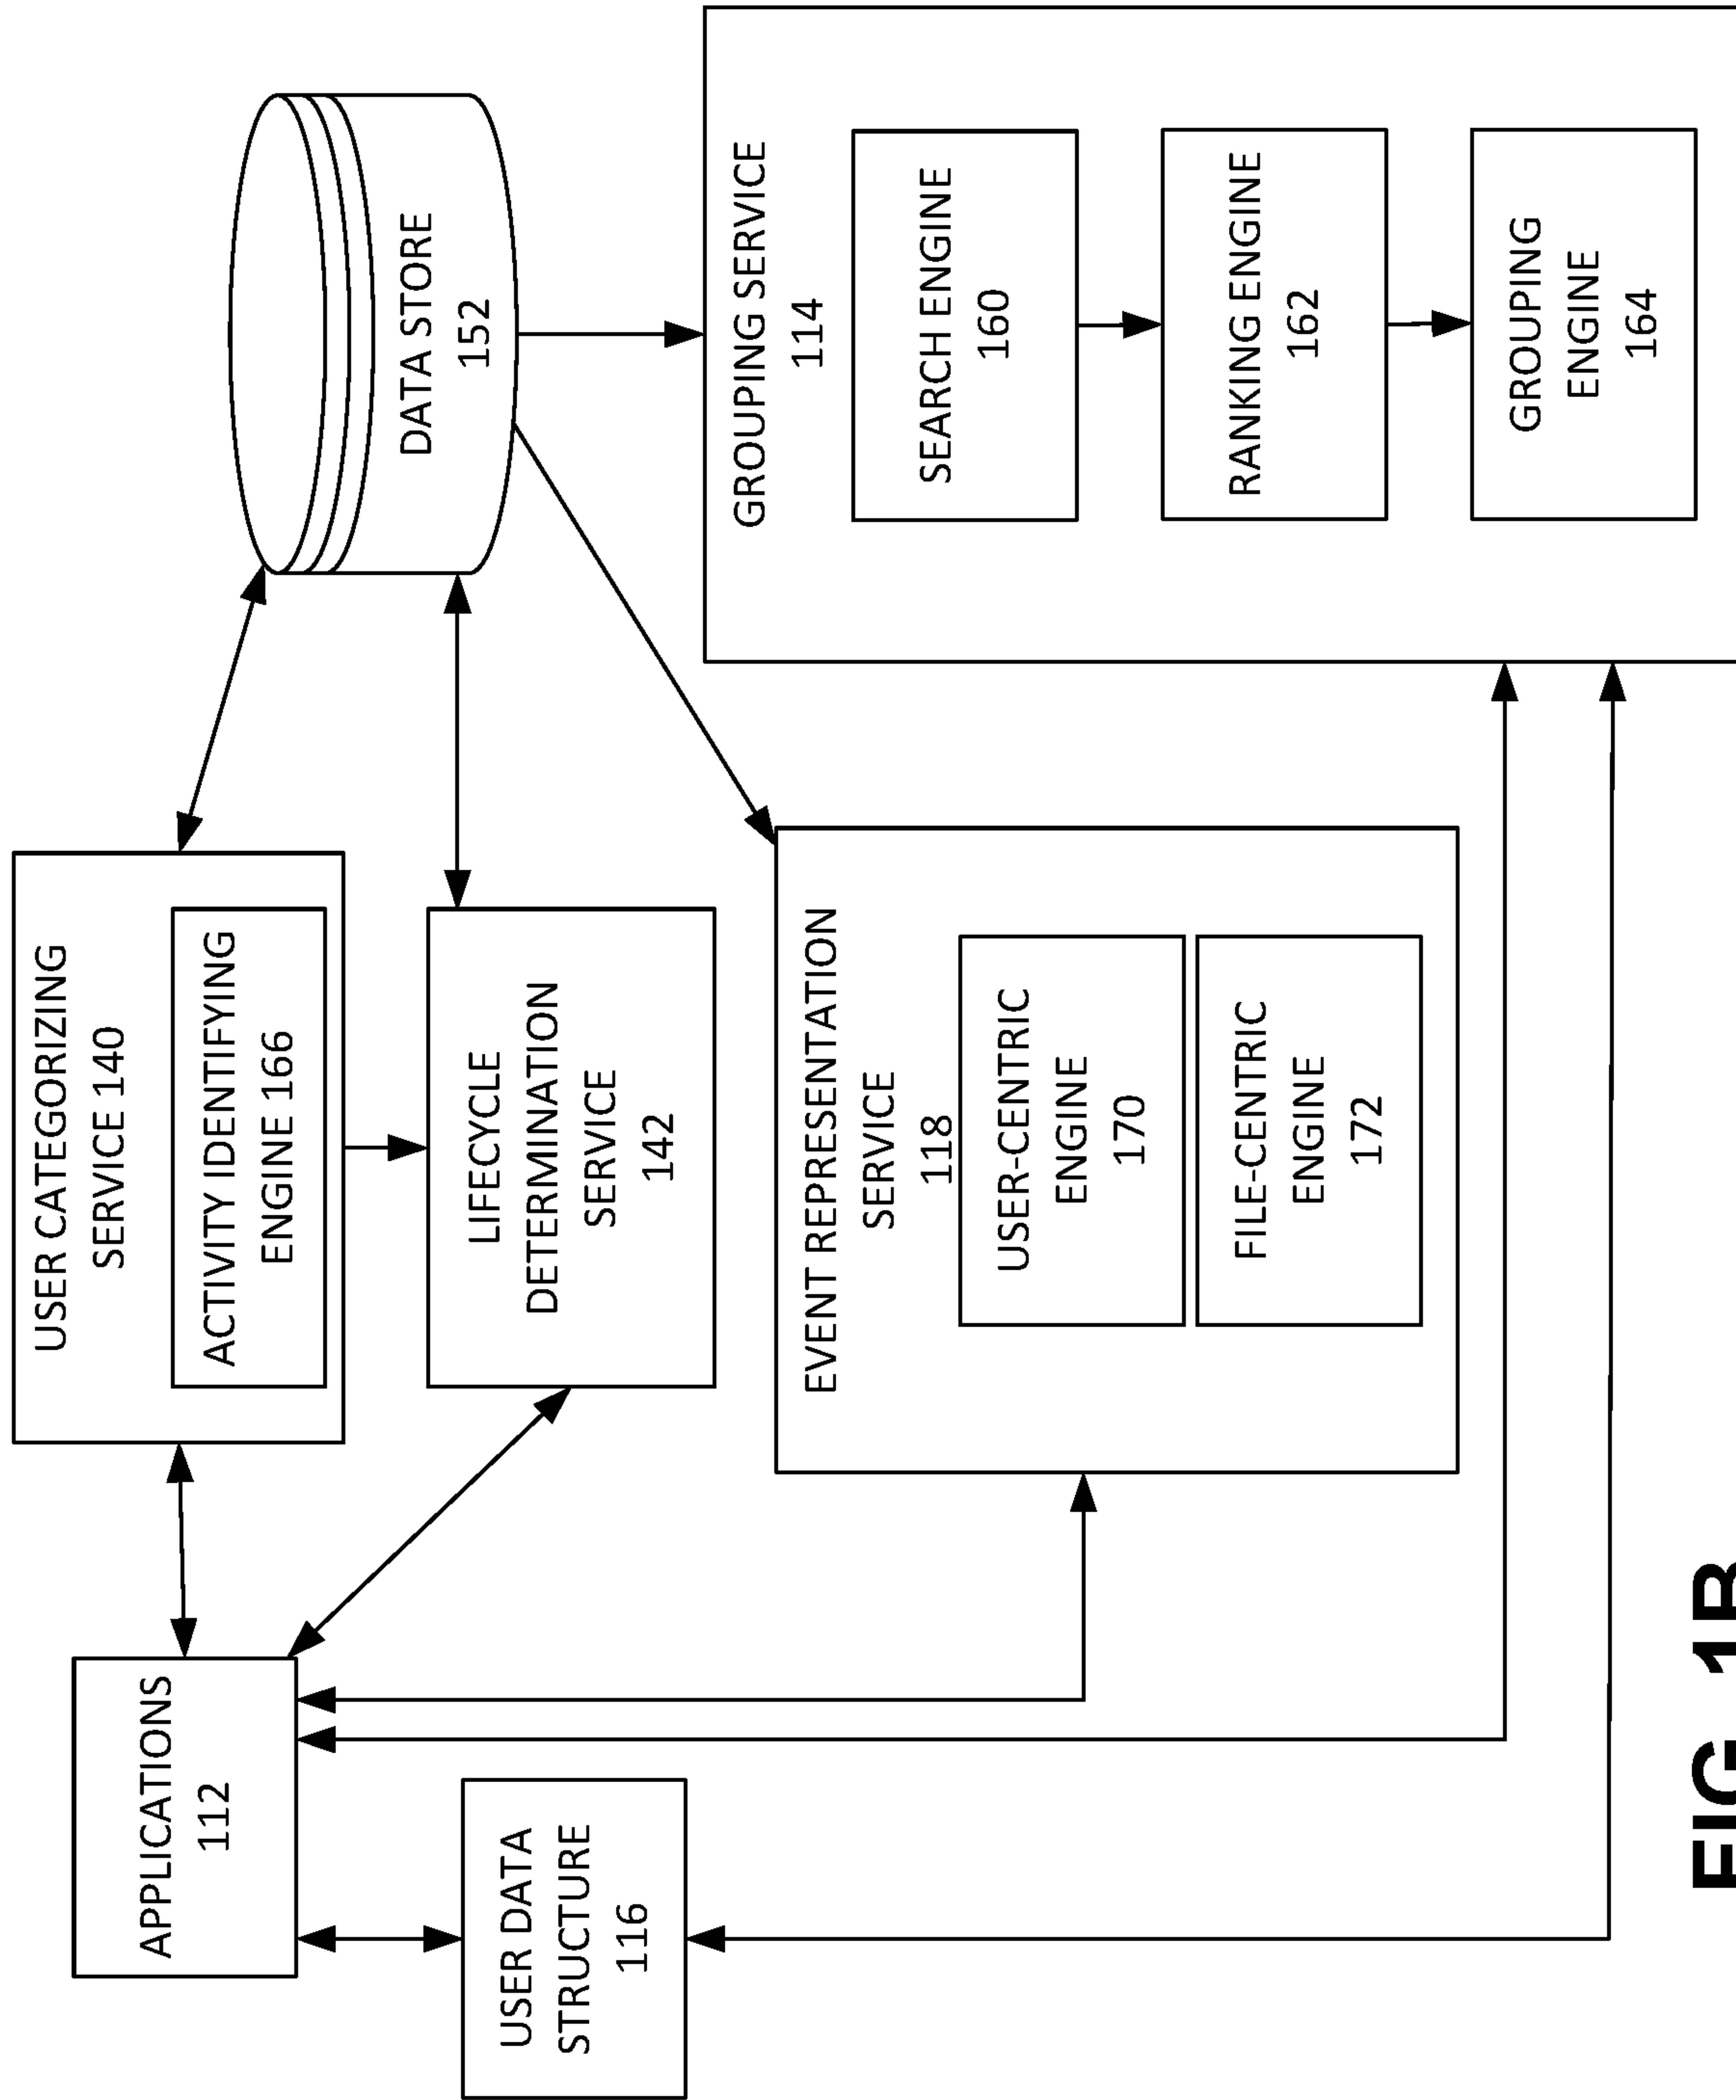 APPLICATIONS
112
USER DATA
STRUCTURE
116
USER CATEGORIZING
SERVICE 140
ACTIVITY IDENTIFYING
ENGINE 166
LIFECYCLE
DETERMINATION
SERVICE
142
EVENT REPRESENTATION
SERVICE
118
USER-CENTRIC
ENGINE
170
FILE-CENTRIC
ENGINE
172
DATA STORE
152
GROUPING SERVICE
114
SEARCH ENGINE
160
RANKING ENGINE
162
GROUPING
ENGINE
164
FIG. 1B